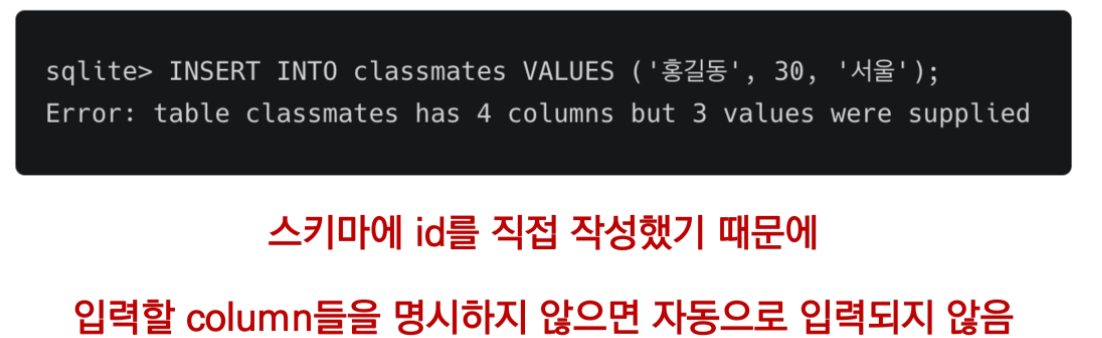 sqlite> INSERT INTO classmates VALUES ('홍길동', 30, '서울');
Error: table classmates has 4 columns but 3 values were supplied
스키마에 id를 직접 작성했기 때문에
입력할 column들을 명시하지 않으면 자동으로 입력되지 않음